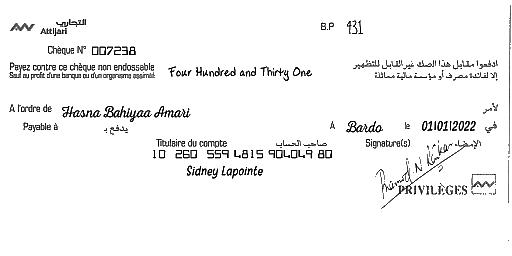 التجاري
Attijari
B.P 431
Chèque N° 007238
Payez contre ce chèque non endossable
Sauf au profit d'une banque ou d'un organisme assimilé
Four Hundred and Thirty One
ادفعوا مقابل هذا الصك غير القابل للتظهير
إلا لفائدة مصرف أو مؤسسة مالية مماثلة
A l'ordre de Hasna Bahiyaa Amari
لأمر
Payable à يدفع بـ
A Bardo le 01/01/2022 في
Titulaire du compte صاحب الحساب
Signature(s) الإمضاء
10 260 559 4815 904049 80
Sidney Lapointe
PRIVILÈGES